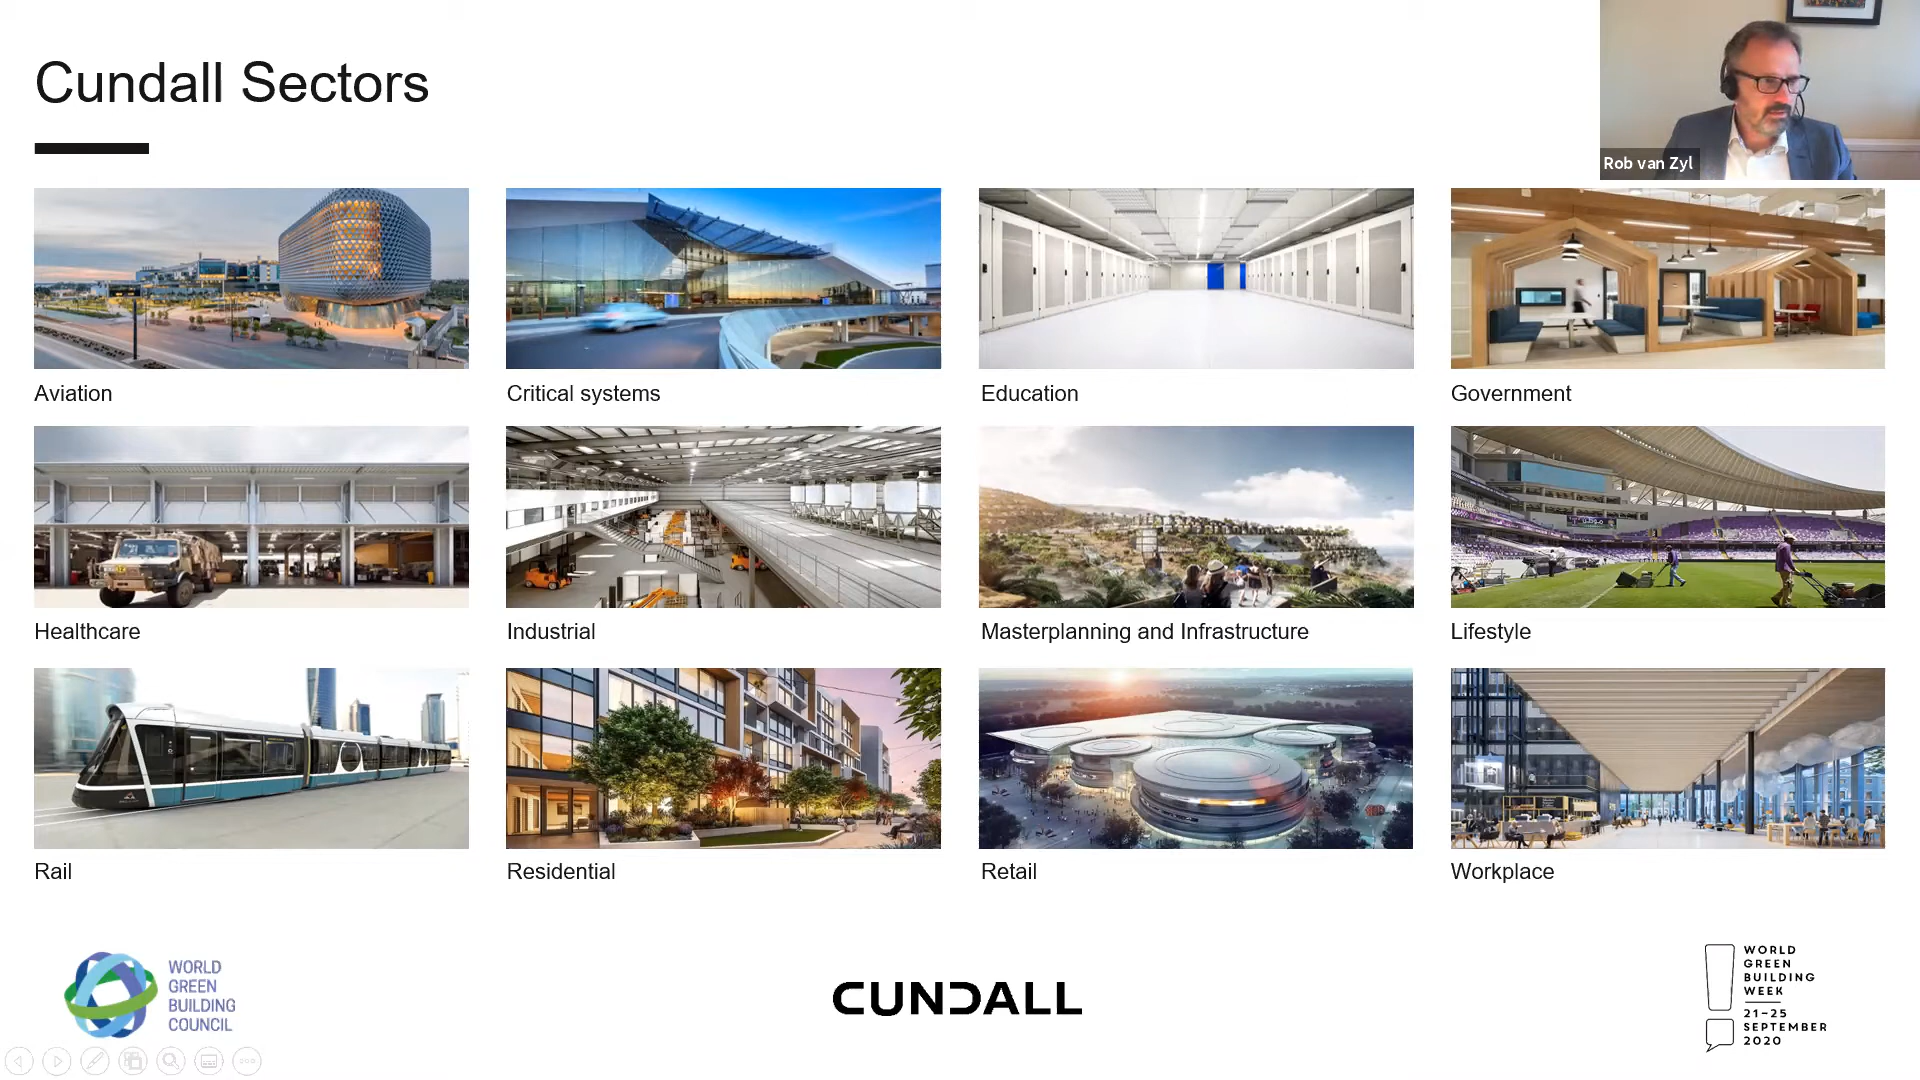 Cundall Sectors
Rob van Zyl
Aviation
Critical systems
Education
Government
Healthcare
Industrial
Masterplanning and Infrastructure
Lifestyle
Rail
Residential
Retail
Workplace
WORLD
GREEN
BUILDING
COUNCIL
CUNDALL
WORLD
GREEN
BUILDING
WEEK
21–25
SEPTEMBER
2020